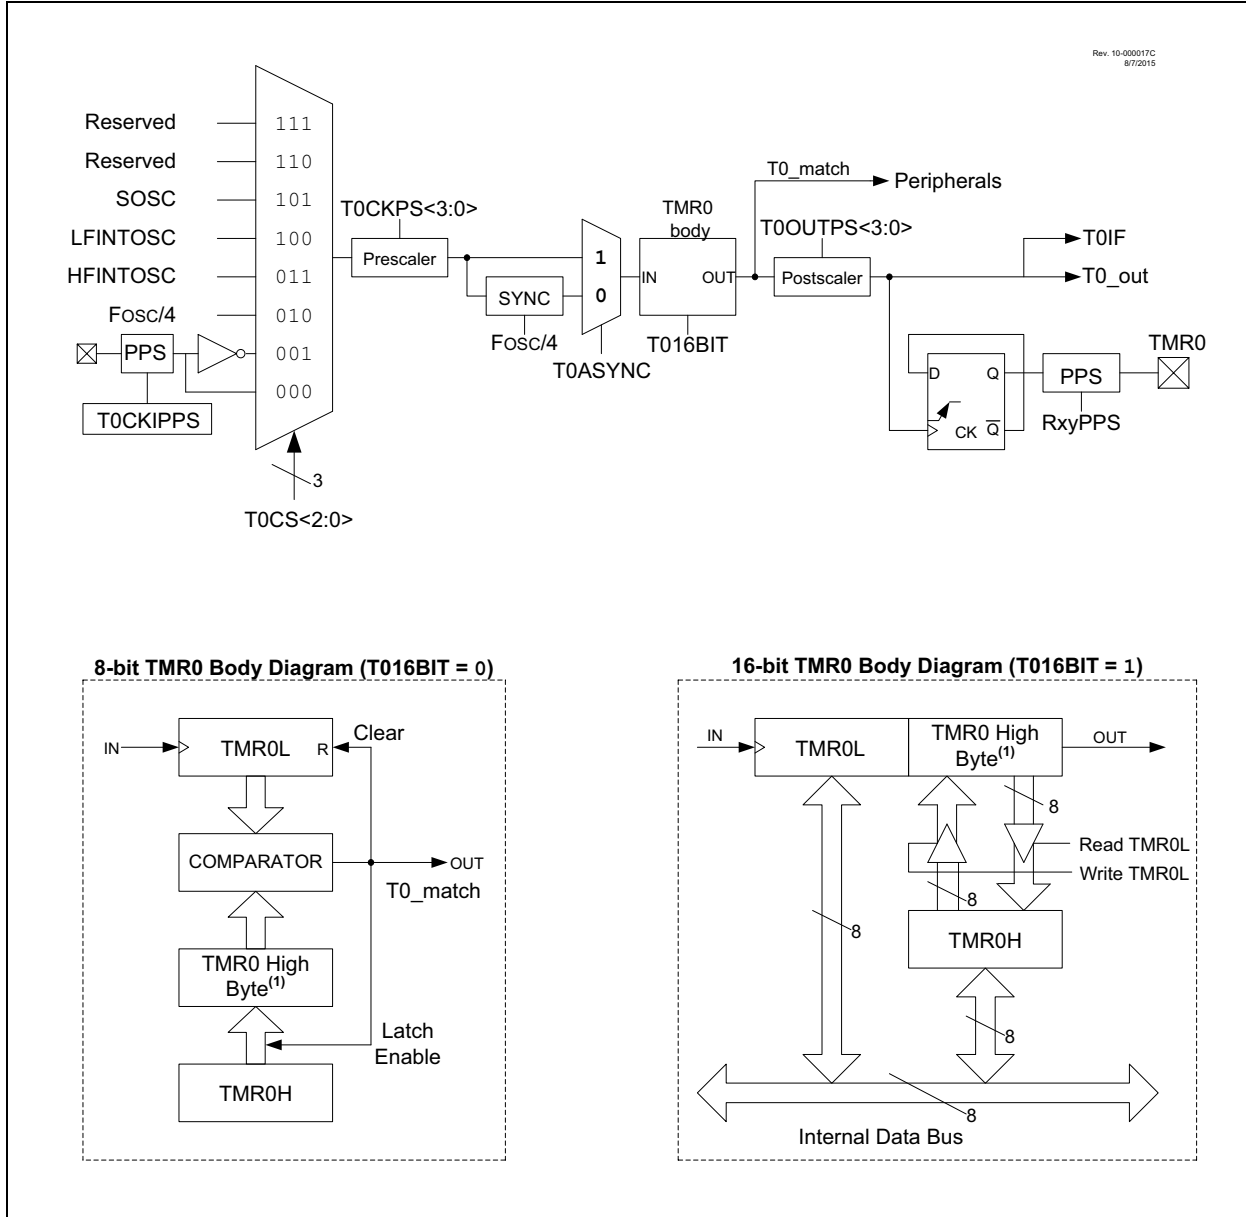 Rev. 10-000017C
8/7/2015
Reserved
111
Reserved
110
SOSC
101
LFINTOSC
100
HFINTOSC
011
FOSC/4
010
PPS
001
000
T0CKIPPS
3
T0CS<2:0>
T0CKPS<3:0>
Prescaler
SYNC
FOSC/4
1
0
T0ASYNC
TMR0
body
IN
OUT
T016BIT
T0_match
Peripherals
T0OUTPS<3:0>
Postscaler
T0IF
T0_out
D
Q
CK
Q̅
PPS
RxyPPS
TMR0
8-bit TMR0 Body Diagram (T016BIT = 0)
IN
TMR0L
R
Clear
COMPARATOR
OUT
T0_match
TMR0 High
Byte(1)
Latch
Enable
TMR0H
16-bit TMR0 Body Diagram (T016BIT = 1)
IN
TMR0L
TMR0 High
Byte(1)
OUT
8
Read TMR0L
Write TMR0L
8
8
TMR0H
8
8
Internal Data Bus